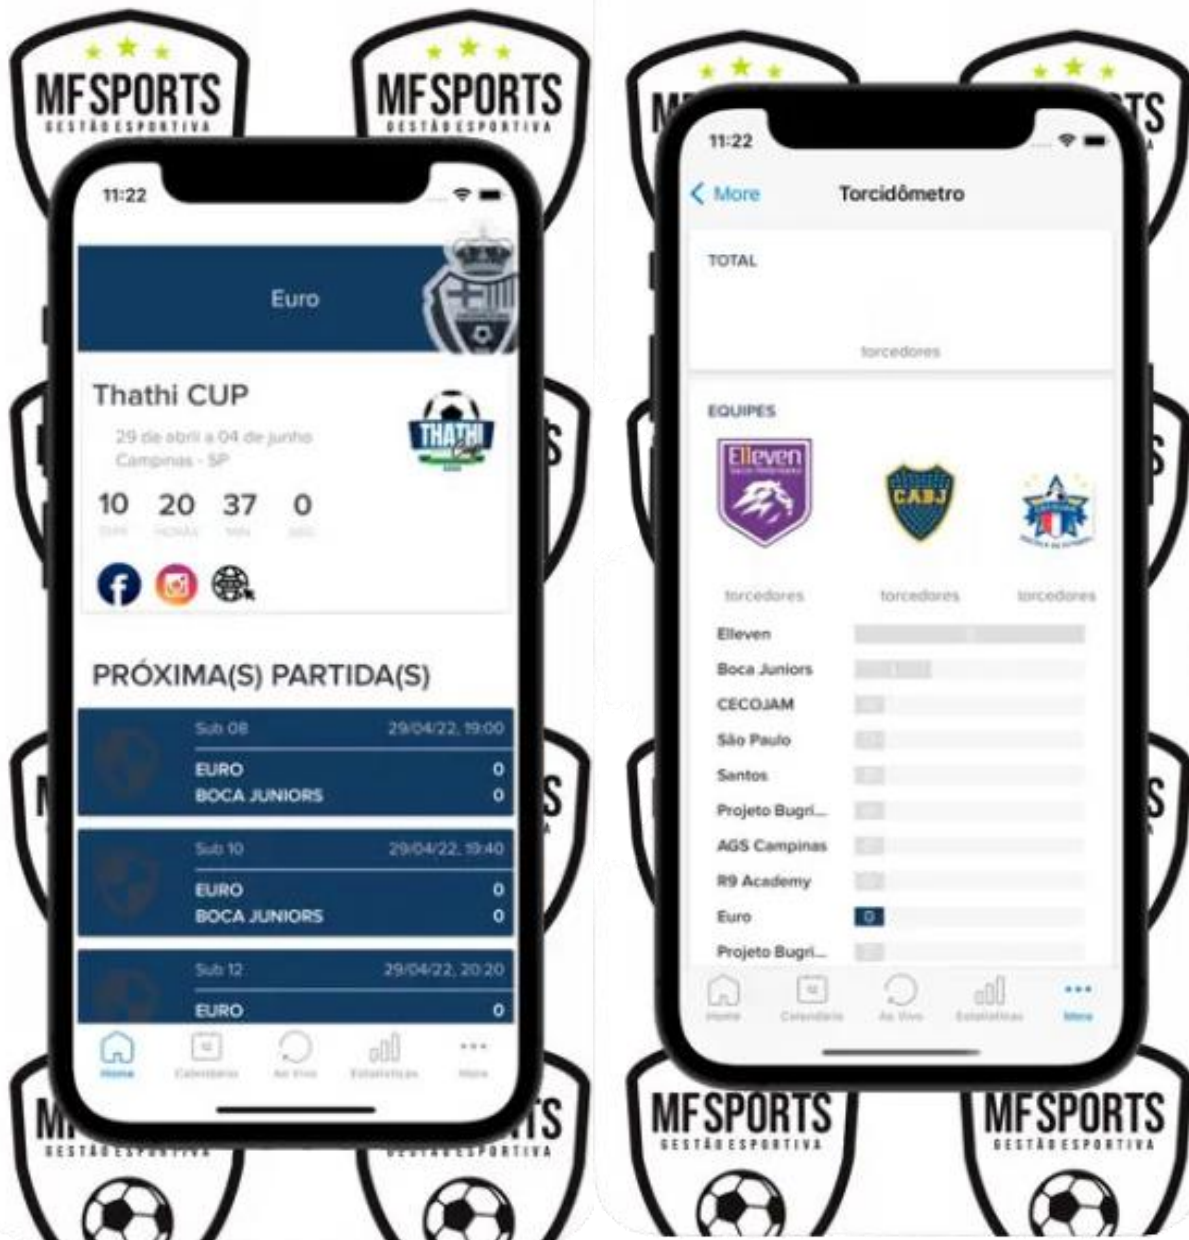 MFSPORTS
GESTÃO ESPORTIVA
MFSPORTS
GESTÃO ESPORTIVA
11:22
Euro
Thathi CUP
29 de abril a 04 de junho
Campinas - SP
THATHI
10 20 37 0
HORAS MIN
PRÓXIMA(S) PARTIDA(S)
Sub 08 29/04/22, 19:00
EURO 0
BOCA JUNIORS 0
Sub 10 29/04/22, 19:40
EURO 0
BOCA JUNIORS 0
Sub 12 29/04/22, 20:20
EURO 0
Home Calendário Ao Vivo Estatísticas More
11:22
More Torcidômetro
TOTAL
torcedores
EQUIPES
Elleven
CABJ
torcedores torcedores torcedores
Elleven
Boca Juniors
CECOJAM
São Paulo
Santos
Projeto Bugri...
AGS Campinas
R9 Academy
Euro 0
Projeto Bugri...
Home Calendário Ao Vivo Estatísticas More
MFSPORTS
GESTÃO ESPORTIVA
MFSPORTS
GESTÃO ESPORTIVA